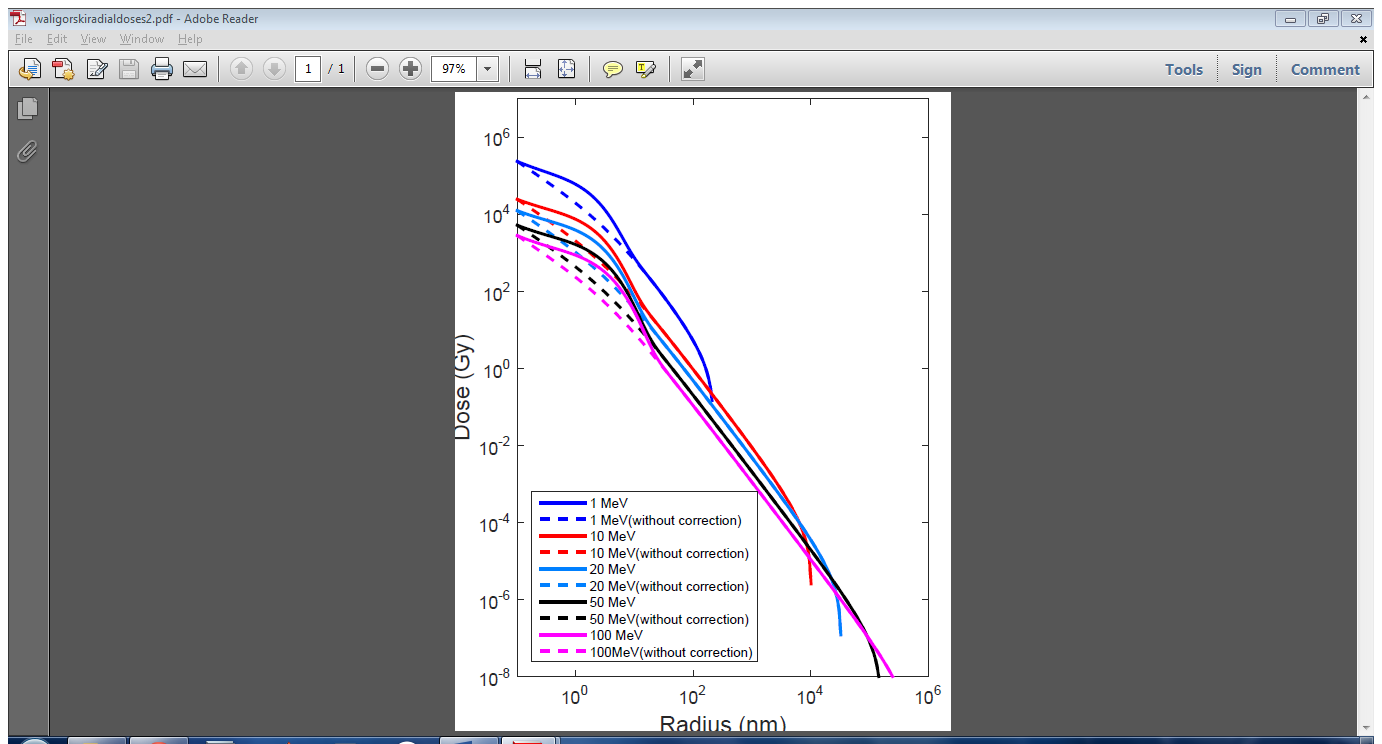 waligorskiradialdoses2.pdf - Adobe Reader
File Edit View Window Help
1 / 1 97% Tools Sign Comment
10^6
10^4
10^2
10^0
10^-2
10^-4
10^-6
10^-8
Dose (Gy)
1 MeV
1 MeV(without correction)
10 MeV
10 MeV(without correction)
20 MeV
20 MeV(without correction)
50 MeV
50 MeV(without correction)
100 MeV
100MeV(without correction)
10^0 10^2 10^4 10^6
Radius (nm)